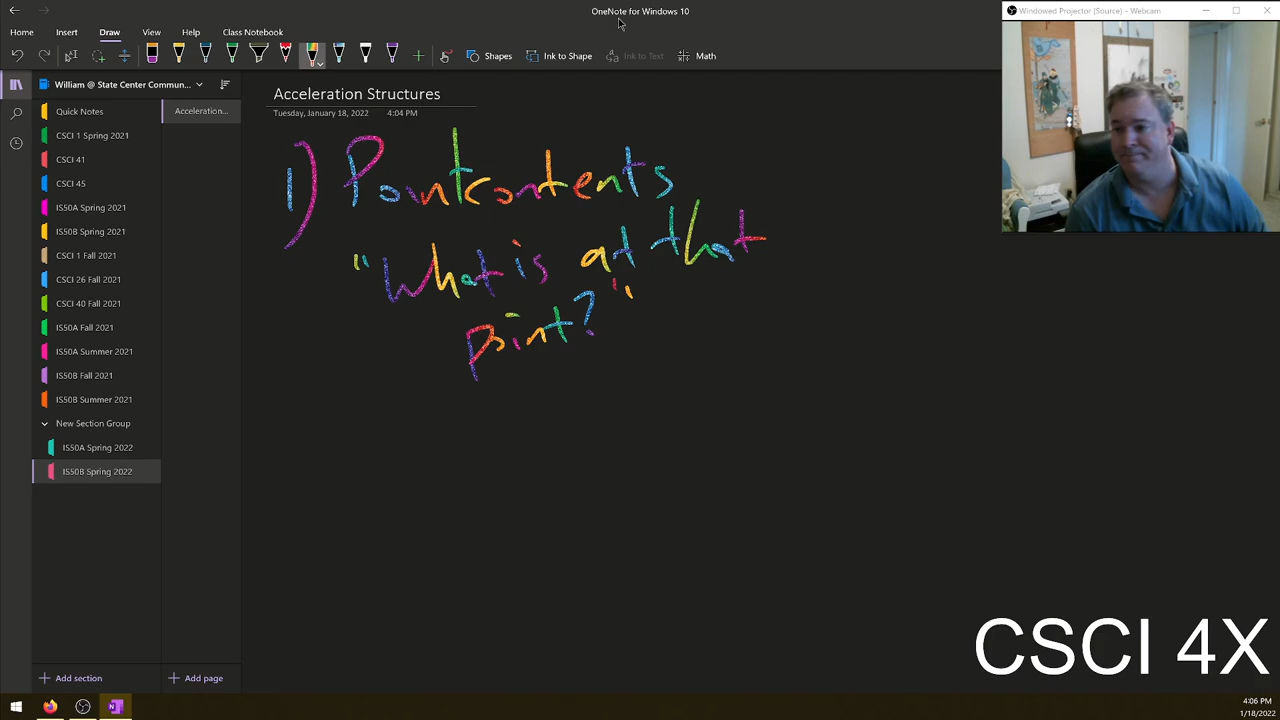 OneNote for Windows 10
Windowed Projector (Source) - Webcam
Home Insert Draw View Help Class Notebook
Shapes Ink to Shape Ink to Text Math
William @ State Center Commun...
Quick Notes
CSCI 1 Spring 2021
CSCI 41
CSCI 45
IS50A Spring 2021
IS50B Spring 2021
CSCI 1 Fall 2021
CSCI 26 Fall 2021
CSCI 40 Fall 2021
IS50A Fall 2021
IS50A Summer 2021
IS50B Fall 2021
IS50B Summer 2021
New Section Group
IS50A Spring 2022
IS50B Spring 2022
Add section
Acceleration...
Add page
Acceleration Structures
Tuesday, January 18, 2022 4:04 PM
1) Pointcontents
"What is at that
point?"
CSCI 4X
4:06 PM
1/18/2022